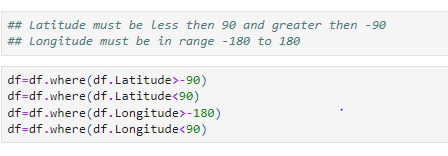 ## Latitude must be less then 90 and greater then -90
## Longitude must be in range -180 to 180
df=df.where(df.Latitude>-90)
df=df.where(df.Latitude<90)
df=df.where(df.Longitude>-180)
df=df.where(df.Longitude<90)